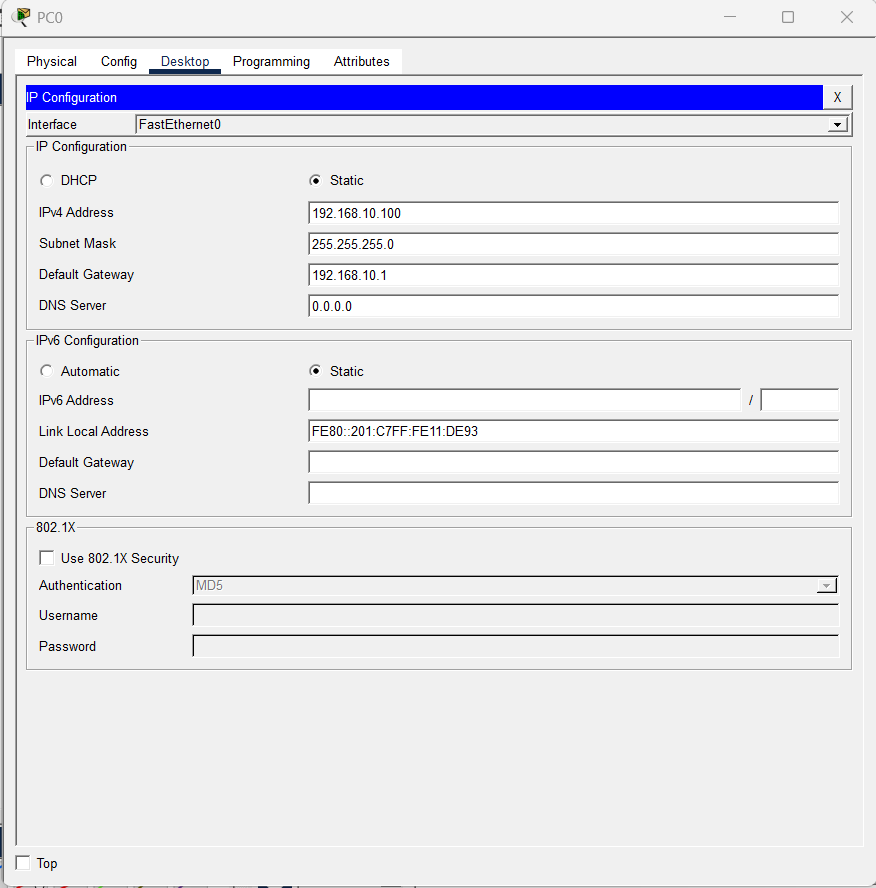 PC0
Physical Config Desktop Programming Attributes
IP Configuration X
Interface FastEthernet0
IP Configuration
DHCP Static
IPv4 Address 192.168.10.100
Subnet Mask 255.255.255.0
Default Gateway 192.168.10.1
DNS Server 0.0.0.0
IPv6 Configuration
Automatic Static
IPv6 Address /
Link Local Address FE80::201:C7FF:FE11:DE93
Default Gateway
DNS Server
802.1X
Use 802.1X Security
Authentication MD5
Username
Password
Top